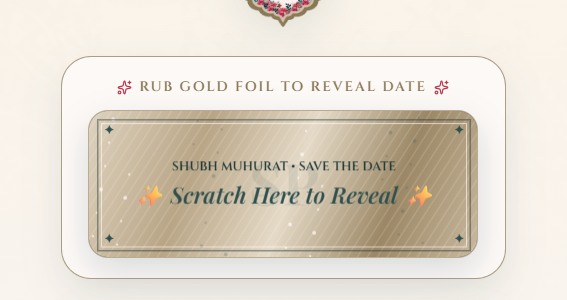 RUB GOLD FOIL TO REVEAL DATE
SHUBH MUHURAT • SAVE THE DATE
Scratch Here to Reveal